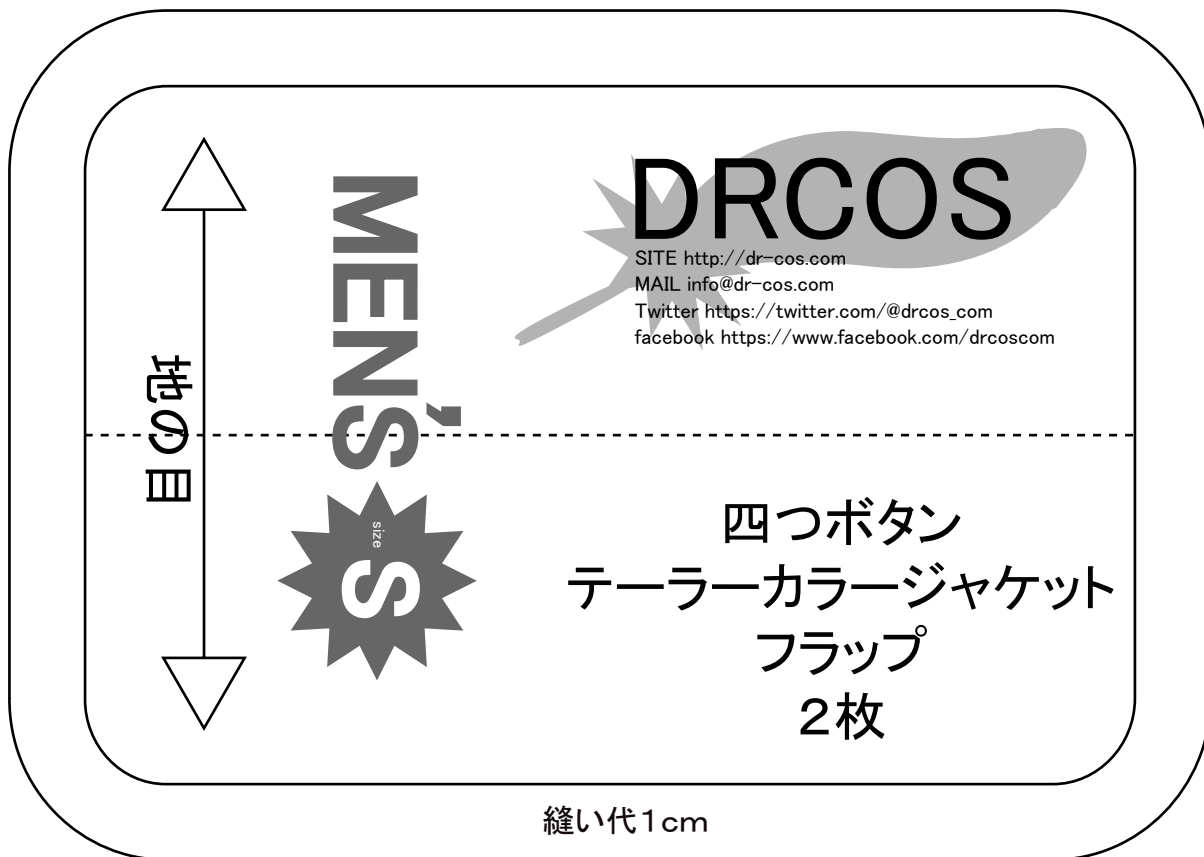 DRCOS
SITE http://dr-cos.com
MAIL info@dr-cos.com
Twitter https://twitter.com/@drcos_com
facebook https://www.facebook.com/drcoscom
地の目
MEN'S
size
S
四つボタン
テーラーカラージャケット
フラップ
2枚
縫い代1cm